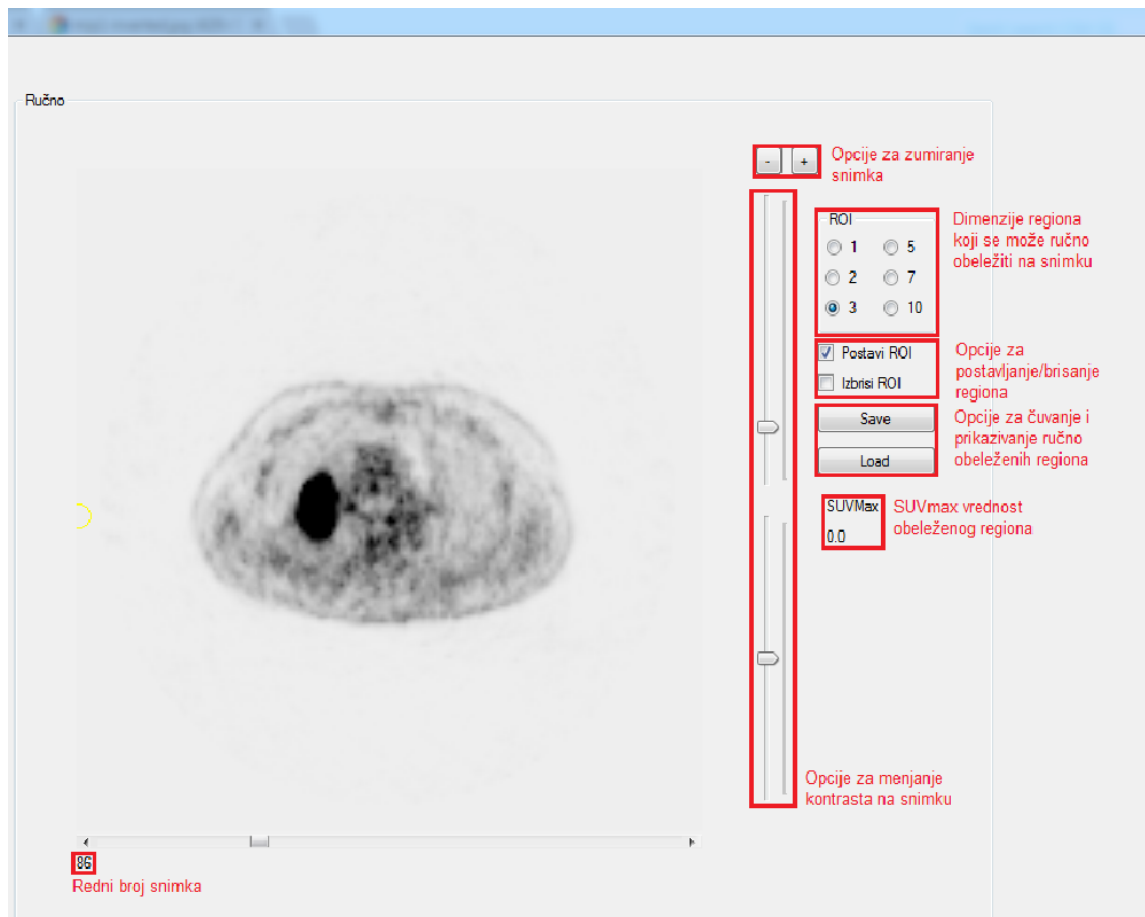 Ručno
- +
Opcije za zumiranje
snimka
ROI
1 5
2 7
3 10
Dimenzije regiona
koji se može ručno
obeležiti na snimku
Postavi ROI
Izbrisi ROI
Opcije za
postavljanje/brisanje
regiona
Save
Load
Opcije za čuvanje i
prikazivanje ručno
obeleženih regiona
SUVMax
0.0
SUVmax vrednost
obeleženog regiona
Opcije za menjanje
kontrasta na snimku
86
Redni broj snimka